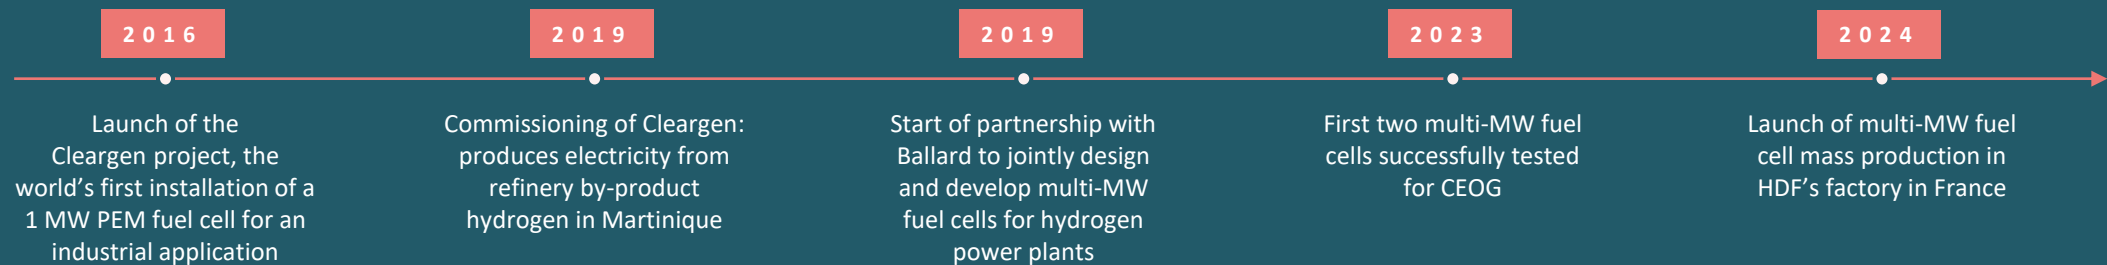 2016
Launch of the
Cleargen project, the
world’s first installation of a
1 MW PEM fuel cell for an
industrial application
2019
Commissioning of Cleargen:
produces electricity from
refinery by-product
hydrogen in Martinique
2019
Start of partnership with
Ballard to jointly design
and develop multi-MW
fuel cells for hydrogen
power plants
2023
First two multi-MW fuel
cells successfully tested
for CEOG
2024
Launch of multi-MW fuel
cell mass production in
HDF’s factory in France